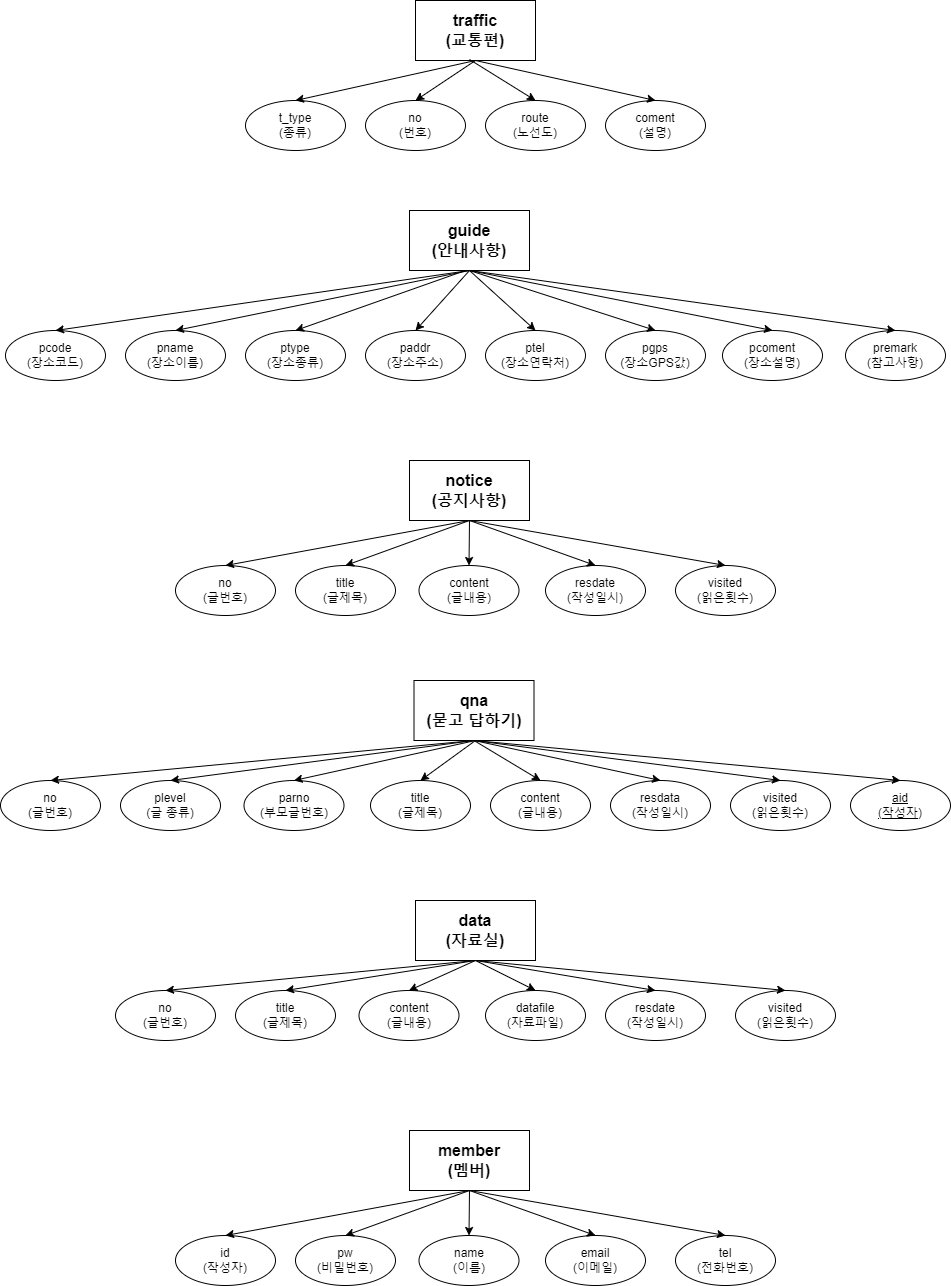 traffic
(교통편)
t_type
(종류)
no
(번호)
route
(노선도)
coment
(설명)
guide
(안내사항)
pcode
(장소코드)
pname
(장소이름)
ptype
(장소종류)
paddr
(장소주소)
ptel
(장소연락처)
pgps
(장소GPS값)
pcoment
(장소설명)
premark
(참고사항)
notice
(공지사항)
no
(글번호)
title
(글제목)
content
(글내용)
resdate
(작성일시)
visited
(읽은횟수)
qna
(묻고 답하기)
no
(글번호)
plevel
(글 종류)
parno
(부모글번호)
title
(글제목)
content
(글내용)
resdata
(작성일시)
visited
(읽은횟수)
aid
(작성자)
data
(자료실)
no
(글번호)
title
(글제목)
content
(글내용)
datafile
(자료파일)
resdate
(작성일시)
visited
(읽은횟수)
member
(멤버)
id
(작성자)
pw
(비밀번호)
name
(이름)
email
(이메일)
tel
(전화번호)